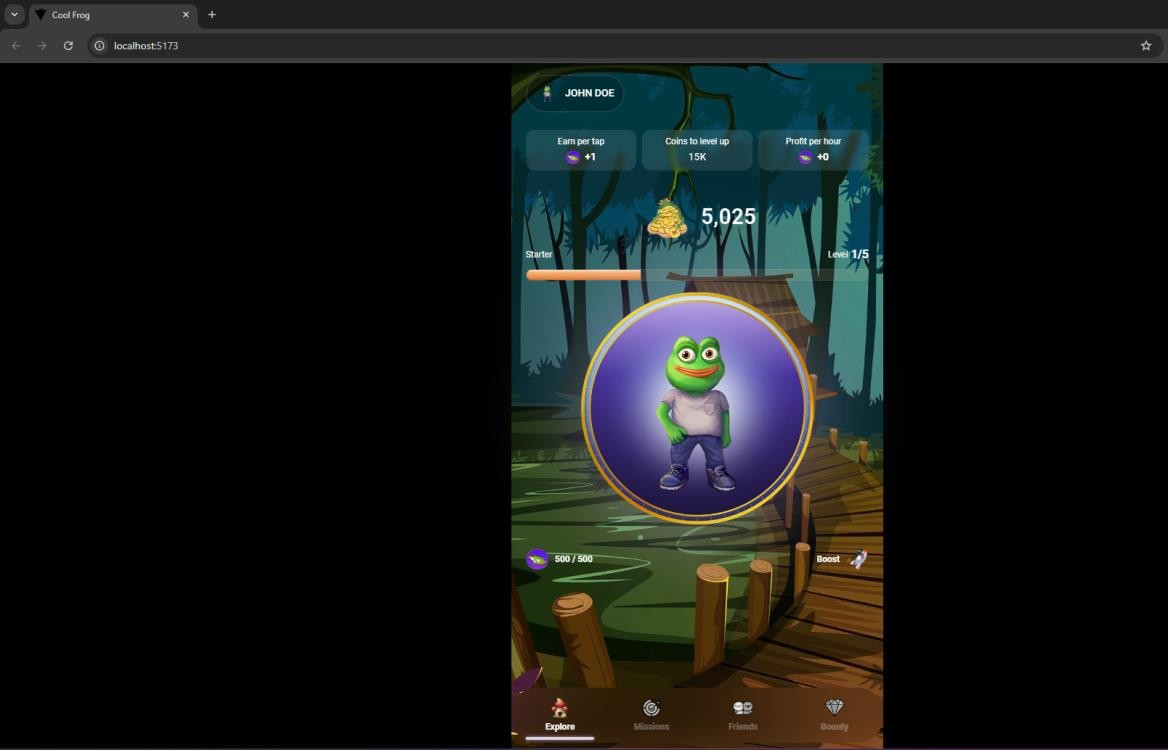 Cool Frog
localhost:5173
JOHN DOE
Earn per tap
+1
Coins to level up
15K
Profit per hour
+0
5,025
Starter
Level 1/5
500 / 500
Boost
Explore
Missions
Friends
Bounty